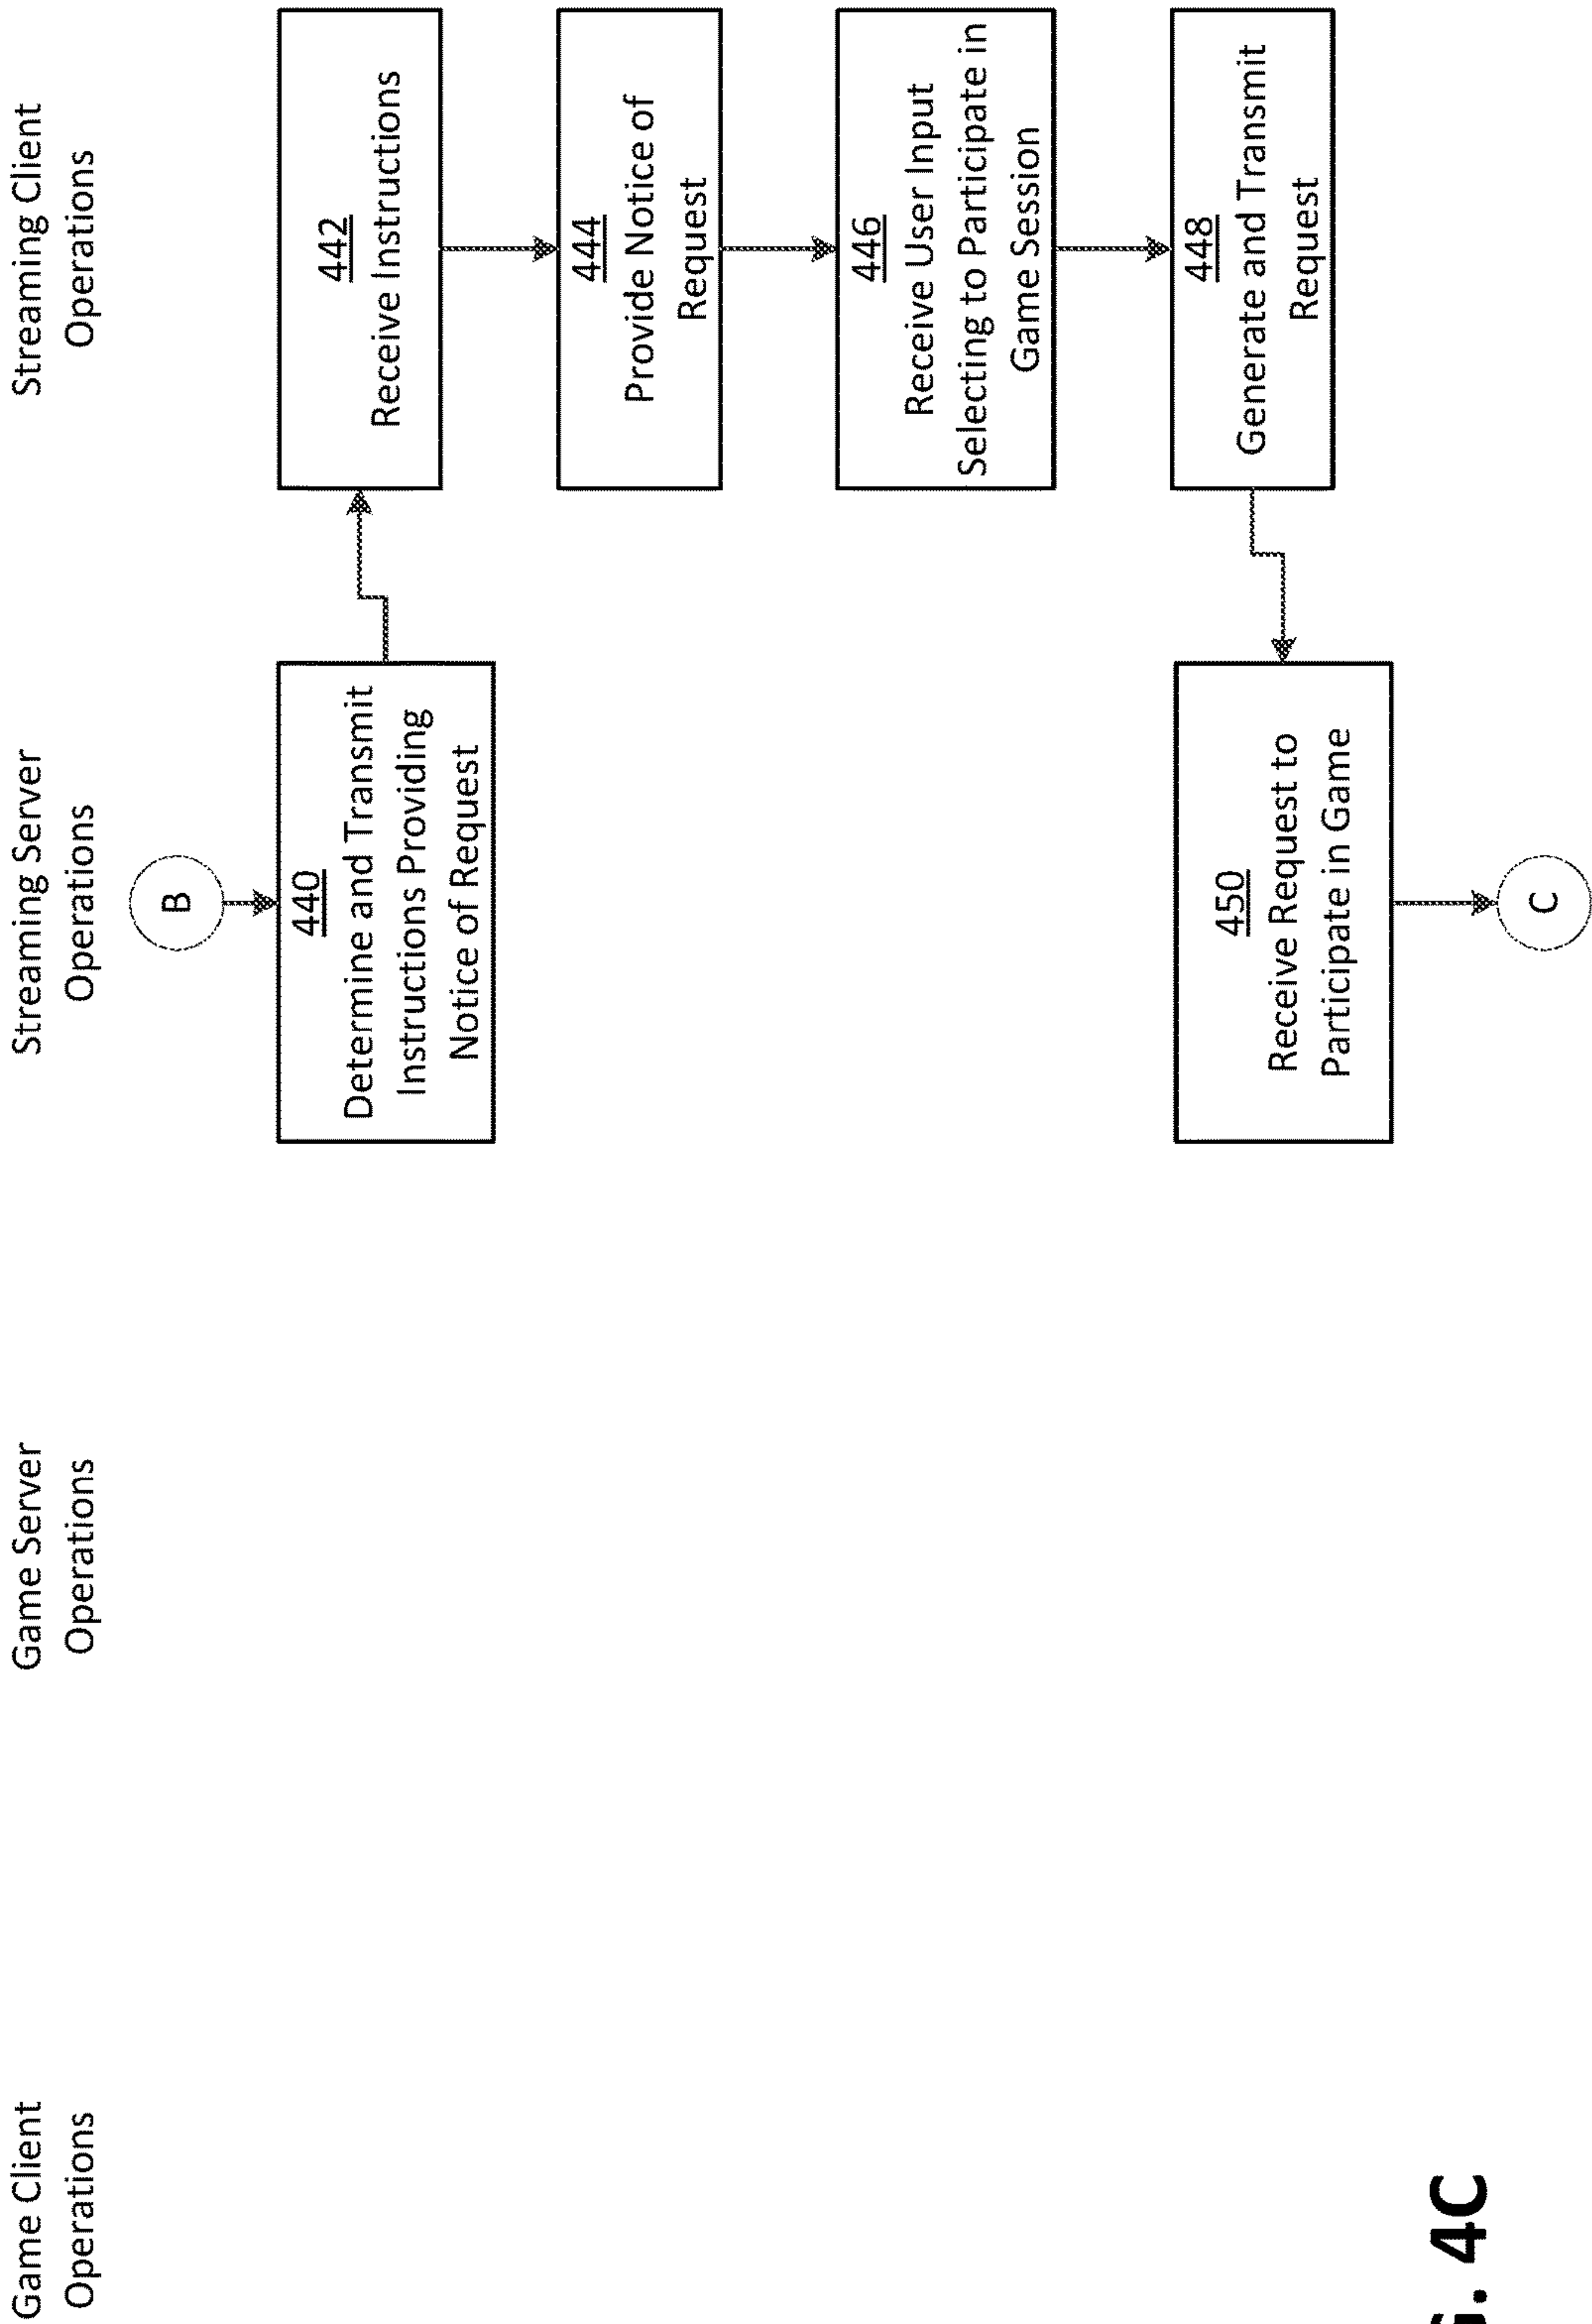 Game Client
Operations
Game Server
Operations
Streaming Server
Operations
Streaming Client
Operations
B
440
Determine and Transmit
Instructions Providing
Notice of Request
442
Receive Instructions
444
Provide Notice of
Request
446
Receive User Input
Selecting to Participate in
Game Session
448
Generate and Transmit
Request
450
Receive Request to
Participate in Game
C
4C